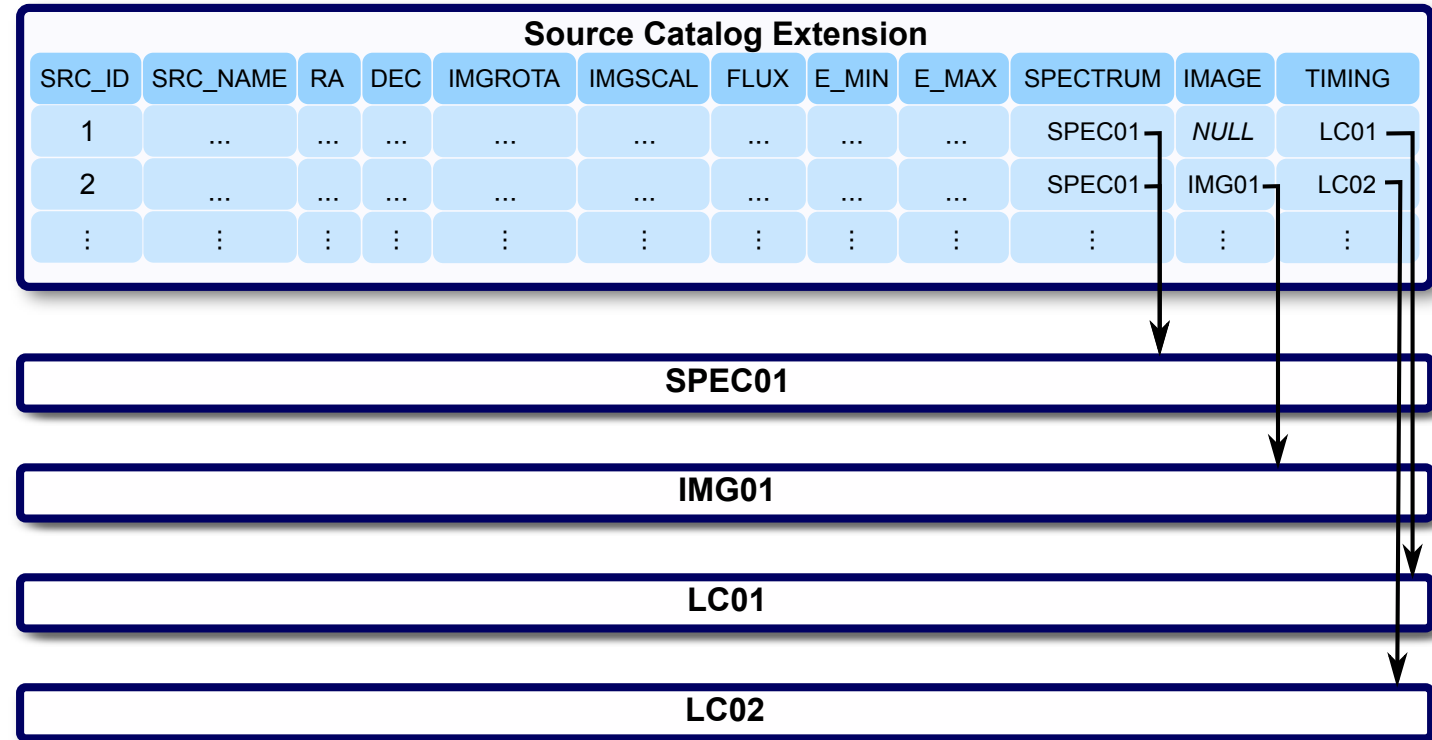 Source Catalog Extension
SRC_ID SRC_NAME RA DEC IMGROTA IMGSCAL FLUX E_MIN E_MAX SPECTRUM IMAGE TIMING
1 ... ... ... ... ... ... ... ... SPEC01 NULL LC01
2 ... ... ... ... ... ... ... ... SPEC01 IMG01 LC02
⋮ ⋮ ⋮ ⋮ ⋮ ⋮ ⋮ ⋮ ⋮ ⋮ ⋮ ⋮
SPEC01
IMG01
LC01
LC02